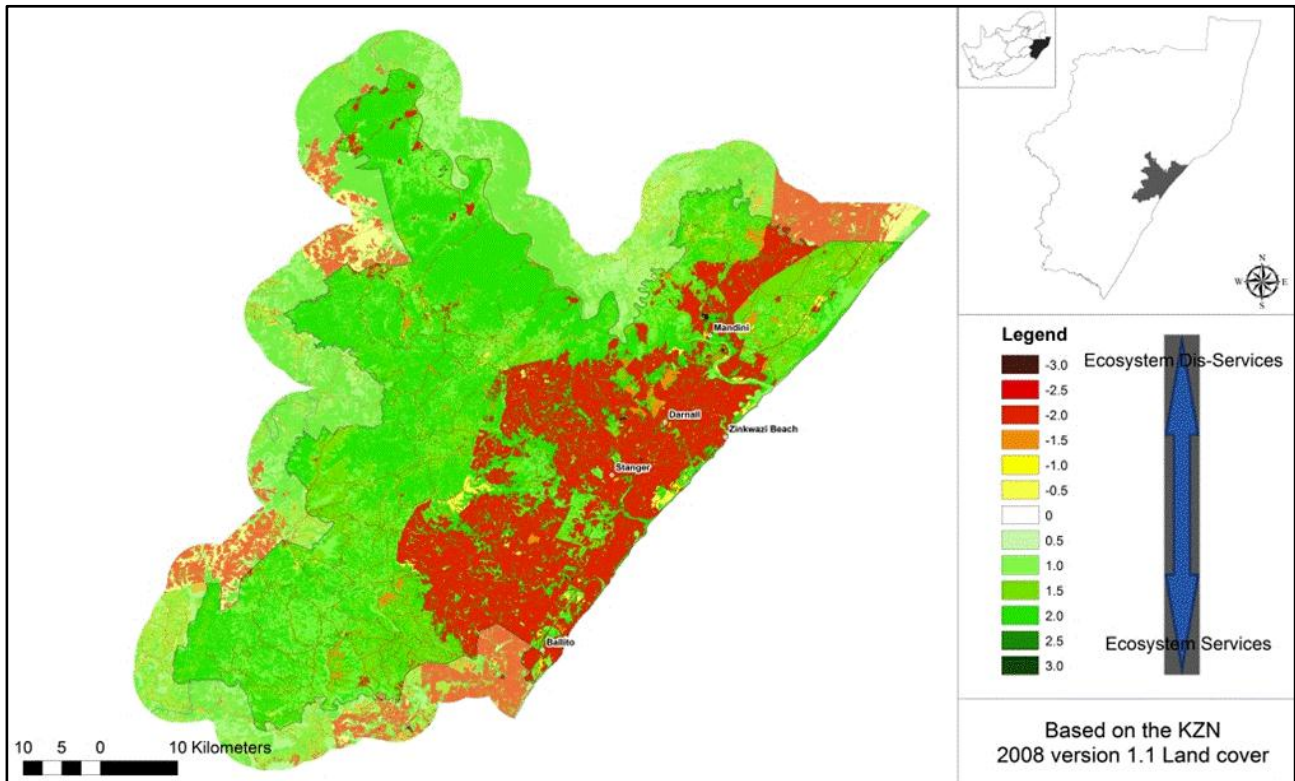 Mandini
Darnall
Zinkwazi Beach
Stanger
Ballito
10 5 0 10 Kilometers
N
W E
S
Legend
-3.0
-2.5
-2.0
-1.5
-1.0
-0.5
0
0.5
1.0
1.5
2.0
2.5
3.0
Ecosystem Dis-Services
Ecosystem Services
Based on the KZN
2008 version 1.1 Land cover